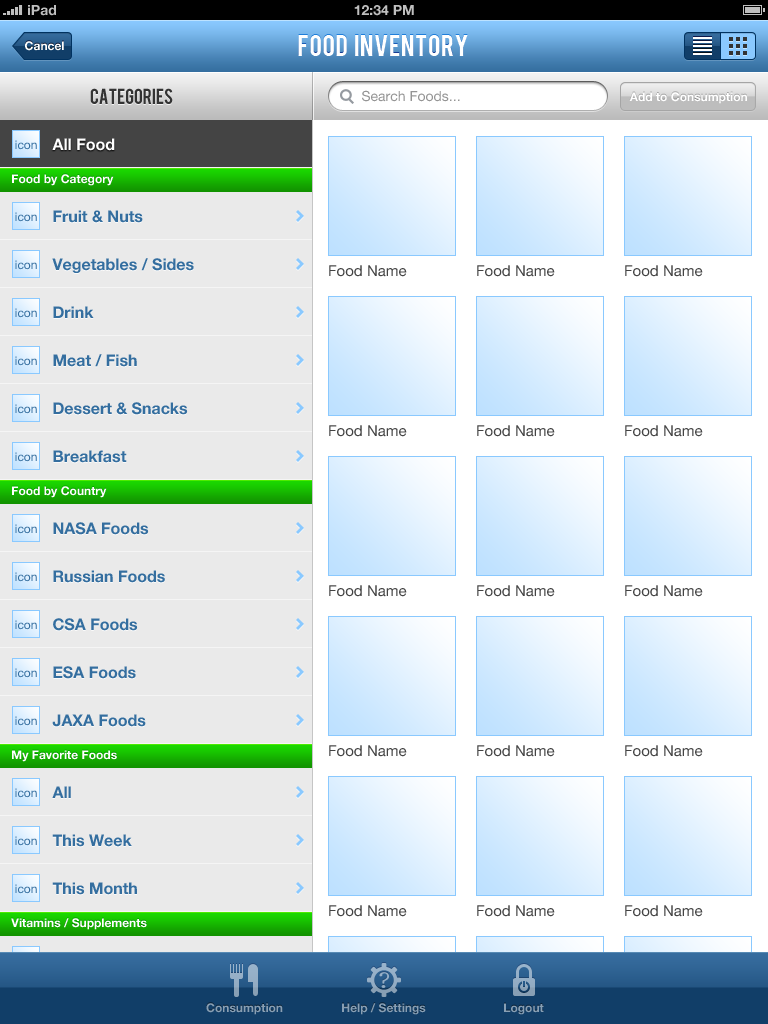 iPad
12:34 PM
Cancel
FOOD INVENTORY
CATEGORIES
Search Foods...
Add to Consumption
icon All Food
Food by Category
icon Fruit & Nuts
icon Vegetables / Sides
icon Drink
icon Meat / Fish
icon Dessert & Snacks
icon Breakfast
Food by Country
icon NASA Foods
icon Russian Foods
icon CSA Foods
icon ESA Foods
icon JAXA Foods
My Favorite Foods
icon All
icon This Week
icon This Month
Vitamins / Supplements
Food Name Food Name Food Name
Food Name Food Name Food Name
Food Name Food Name Food Name
Food Name Food Name Food Name
Food Name Food Name Food Name
Consumption
Help / Settings
Logout